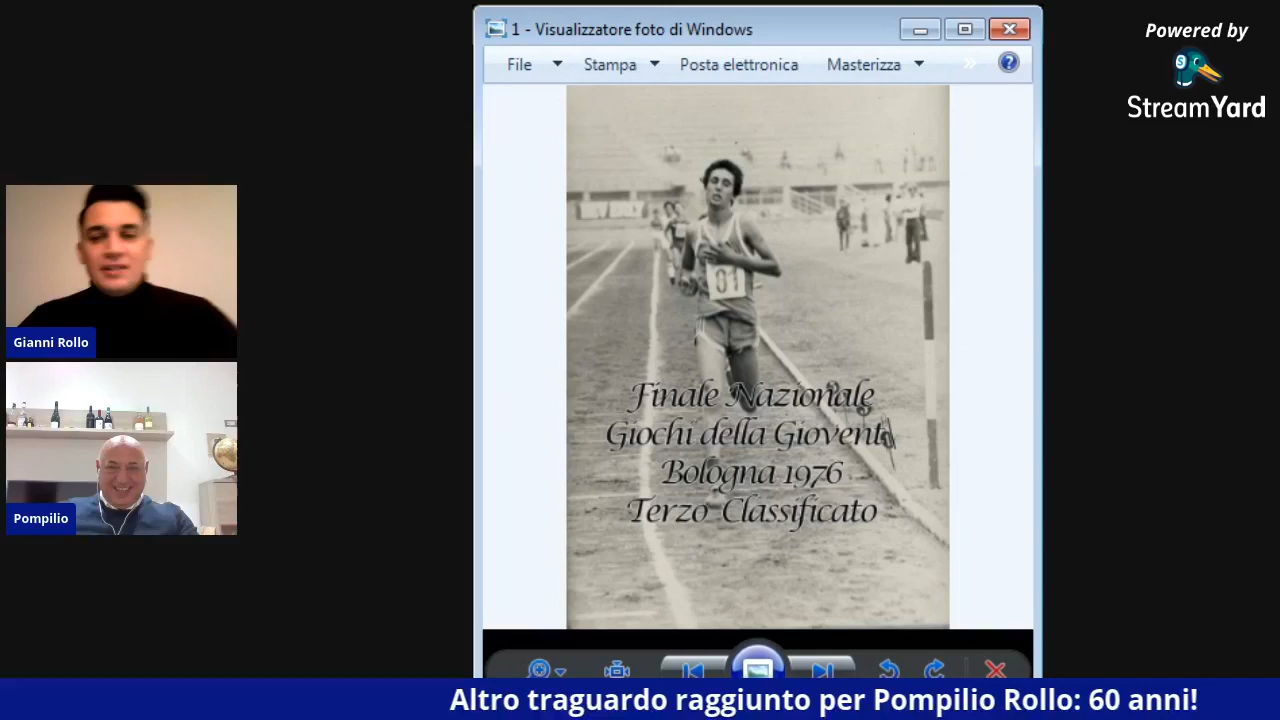 1 - Visualizzatore foto di Windows
File Stampa Posta elettronica Masterizza
Powered by
StreamYard
Gianni Rollo
Pompilio
01
Finale Nazionale
Giochi della Gioventù
Bologna 1976
Terzo Classificato
Altro traguardo raggiunto per Pompilio Rollo: 60 anni!